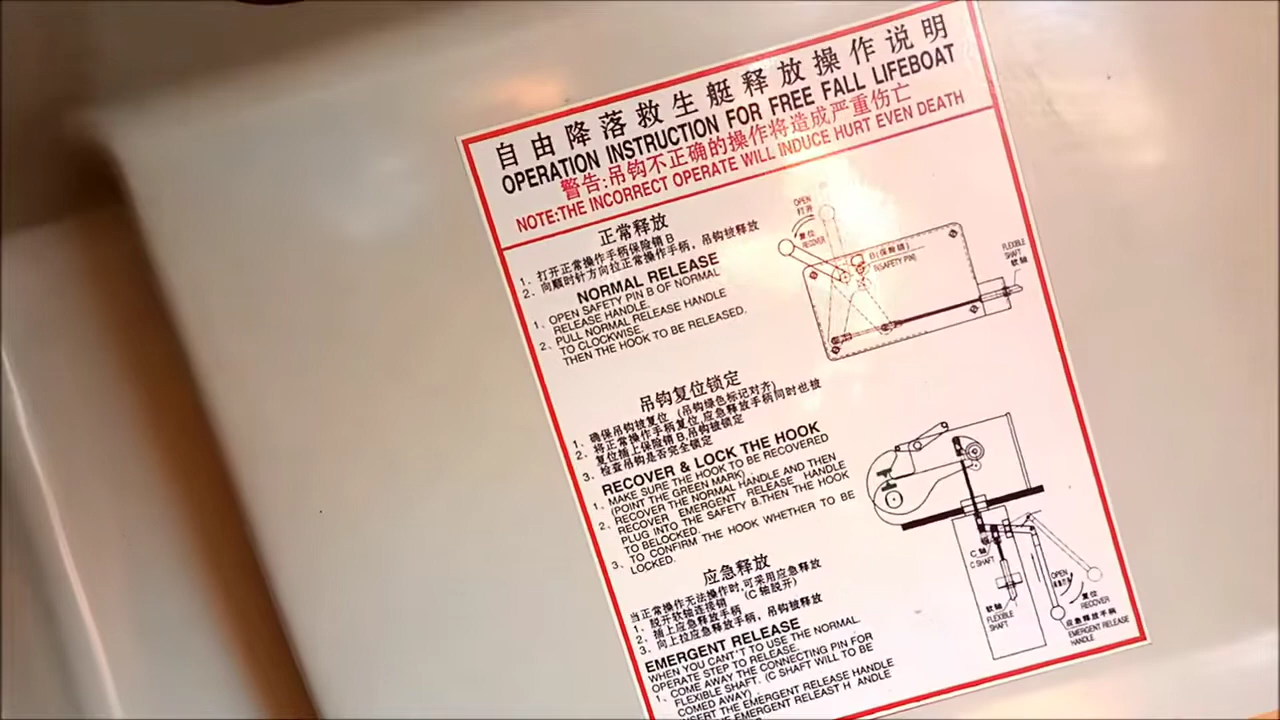 自由降落救生艇释放操作说明
OPERATION INSTRUCTION FOR FREE FALL LIFEBOAT
警告:吊钩不正确的操作将造成严重伤亡
NOTE:THE INCORRECT OPERATE WILL INDUCE HURT EVEN DEATH
正常释放
1、打开正常操作手柄保险销B
2、向顺时针方向拉正常操作手柄，吊钩被释放
NORMAL RELEASE
1、OPEN SAFETY PIN B OF NORMAL
RELEASE HANDLE.
2、PULL NORMAL RELEASE HANDLE
TO CLOCKWISE.
THEN THE HOOK TO BE RELEASED.
OPEN
打开
复位
RECOVER
B(保险销)
B(SAFETY PIN)
FLEXIBLE
SHAFT
软轴
吊钩复位锁定
1、确保吊钩被复位 (吊钩绿色标记对齐)
2、将正常操作手柄复位,应急释放手柄同时也被
复位插上保险销B,吊钩被锁定
3、检查吊钩是否完全锁定
RECOVER & LOCK THE HOOK
1、MAKE SURE THE HOOK TO BE RECOVERED
(POINT THE GREEN MARK)
2、RECOVER THE NORMAL HANDLE AND THEN
RECOVER EMERGENT RELEASE HANDLE
PLUG INTO THE SAFETY B.THEN THE HOOK
TO BELOCKED.
3、TO CONFIRM THE HOOK WHETHER TO BE
LOCKED.
C 轴
C SHAFT
软轴
FLEXIBLE
SHAFT
OPEN
复位
RECOVER
应急释放手柄
EMERGENT RELEASE
HANDLE
应急释放
当正常操作无法操作时,可采用应急释放
1、脱开软轴连接销 (C轴脱开)
2、插上应急释放手柄
3、向上拉应急释放手柄，吊钩被释放
EMERGENT RELEASE
WHEN YOU CANT'T TO USE THE NORMAL
OPERATE STEP TO RELEASE.
1、COME AWAY THE CONNECTING PIN FOR
FLEXIBLE SHAFT. (C SHAFT WILL TO BE
COMED AWAY)
INSERT THE EMERGENT RELEASE HANDLE
THE EMERGENT RELEAST H ANDLE